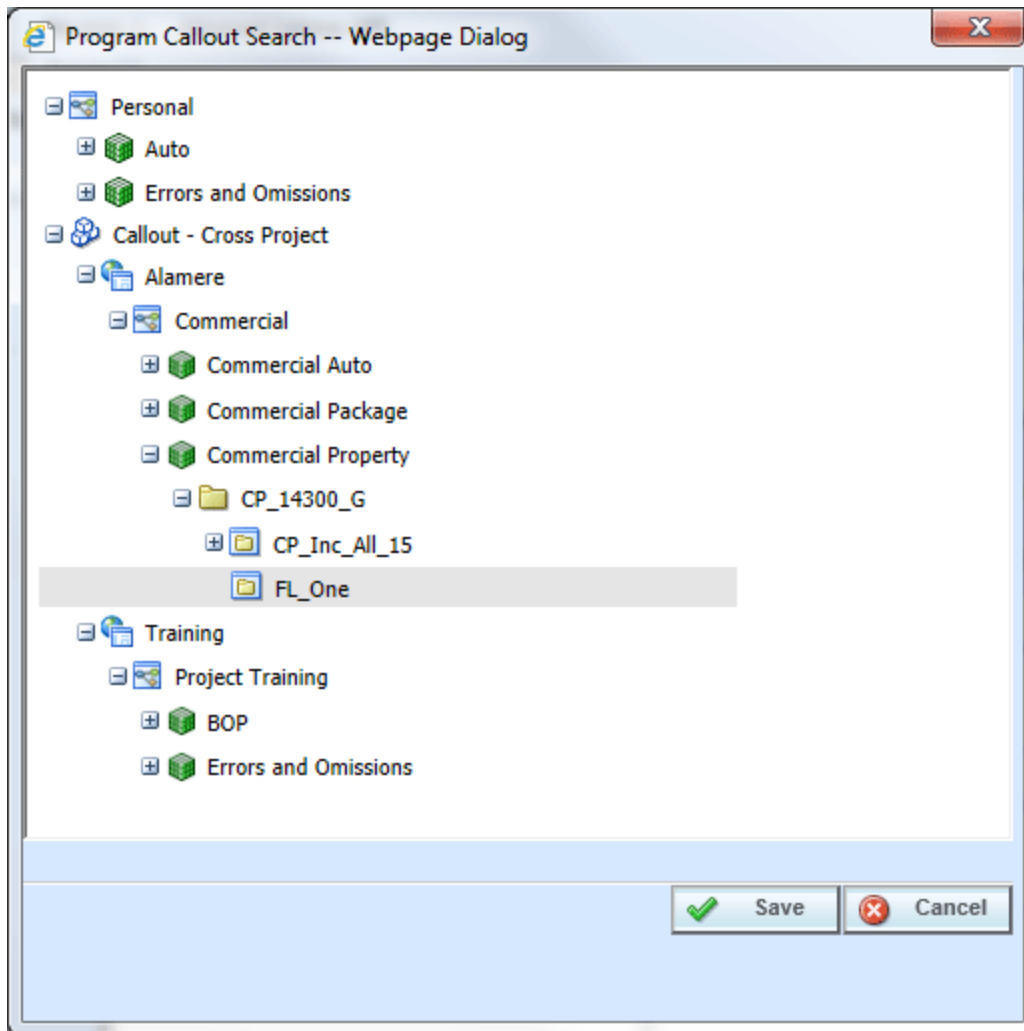 Program Callout Search -- Webpage Dialog
Personal
Auto
Errors and Omissions
Callout - Cross Project
Alamere
Commercial
Commercial Auto
Commercial Package
Commercial Property
CP_14300_G
CP_Inc_All_15
FL_One
Training
Project Training
BOP
Errors and Omissions
Save Cancel